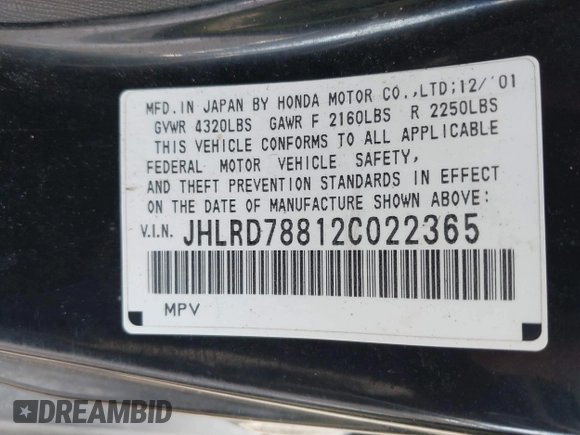 MFD.IN JAPAN BY HONDA MOTOR CO.,LTD;12/'01
GVWR 4320LBS GAWR F 2160LBS R 2250LBS
THIS VEHICLE CONFORMS TO ALL APPLICABLE
FEDERAL MOTOR VEHICLE SAFETY,
AND THEFT PREVENTION STANDARDS IN EFFECT
ON THE DATE OF MANUFACTURE SHOWN ABOVE:
V.I.N. JHLRD78812C022365
MPV
DREAMBID